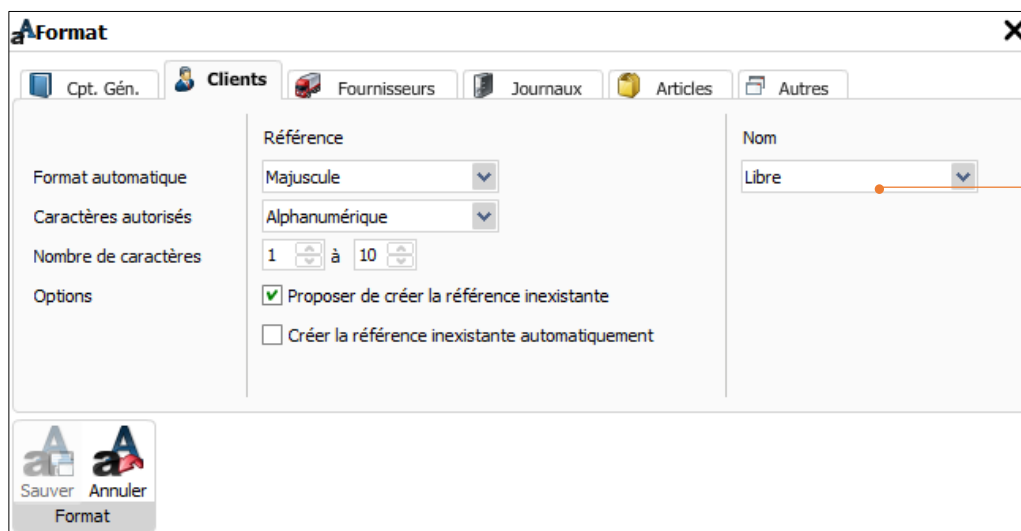 Format
Cpt. Gén. Clients Fournisseurs Journaux Articles Autres
Référence Nom
Format automatique Majuscule Libre
Caractères autorisés Alphanumérique
Nombre de caractères 1 à 10
Options Proposer de créer la référence inexistante
Créer la référence inexistante automatiquement
Sauver Annuler
Format